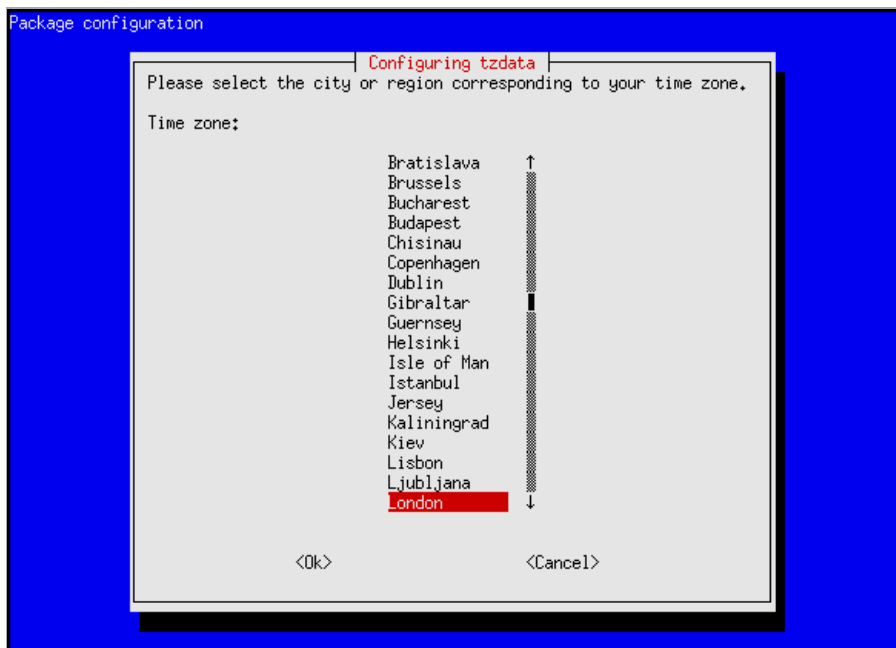 Package configuration
Configuring tzdata
Please select the city or region corresponding to your time zone.
Time zone:
Bratislava ↑
Brussels
Bucharest
Budapest
Chisinau
Copenhagen
Dublin
Gibraltar
Guernsey
Helsinki
Isle of Man
Istanbul
Jersey
Kaliningrad
Kiev
Lisbon
Ljubljana
London ↓
<Ok> <Cancel>